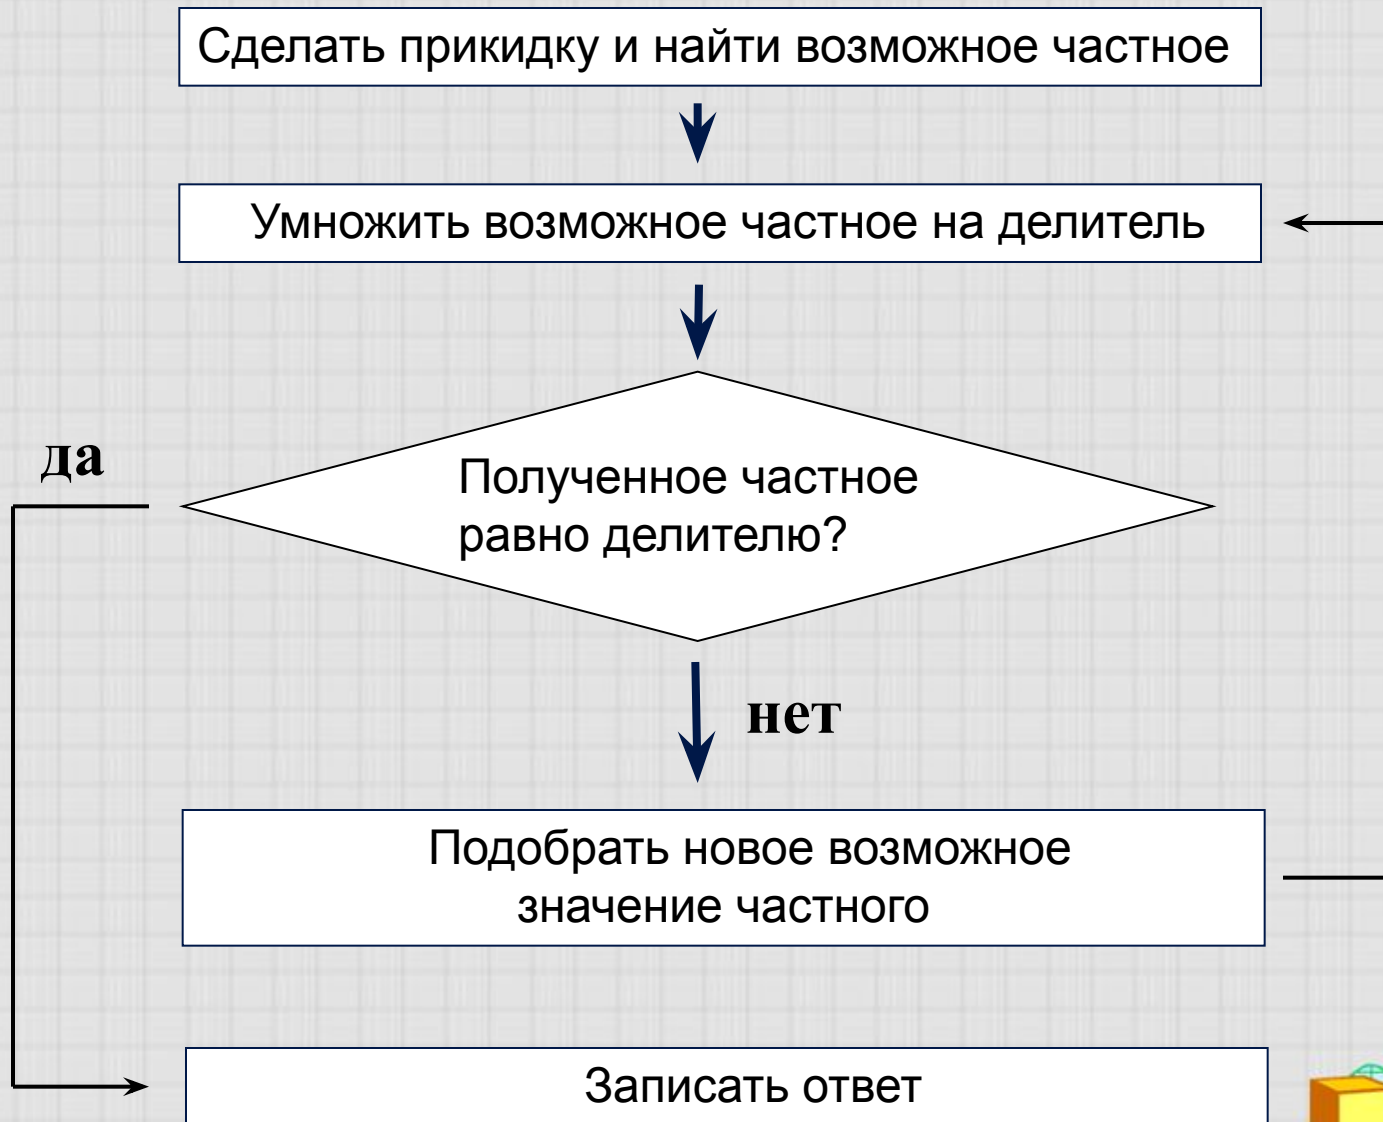 Сделать прикидку и найти возможное частное
Умножить возможное частное на делитель
да
Полученное частное
равно делителю?
нет
Подобрать новое возможное
значение частного
Записать ответ